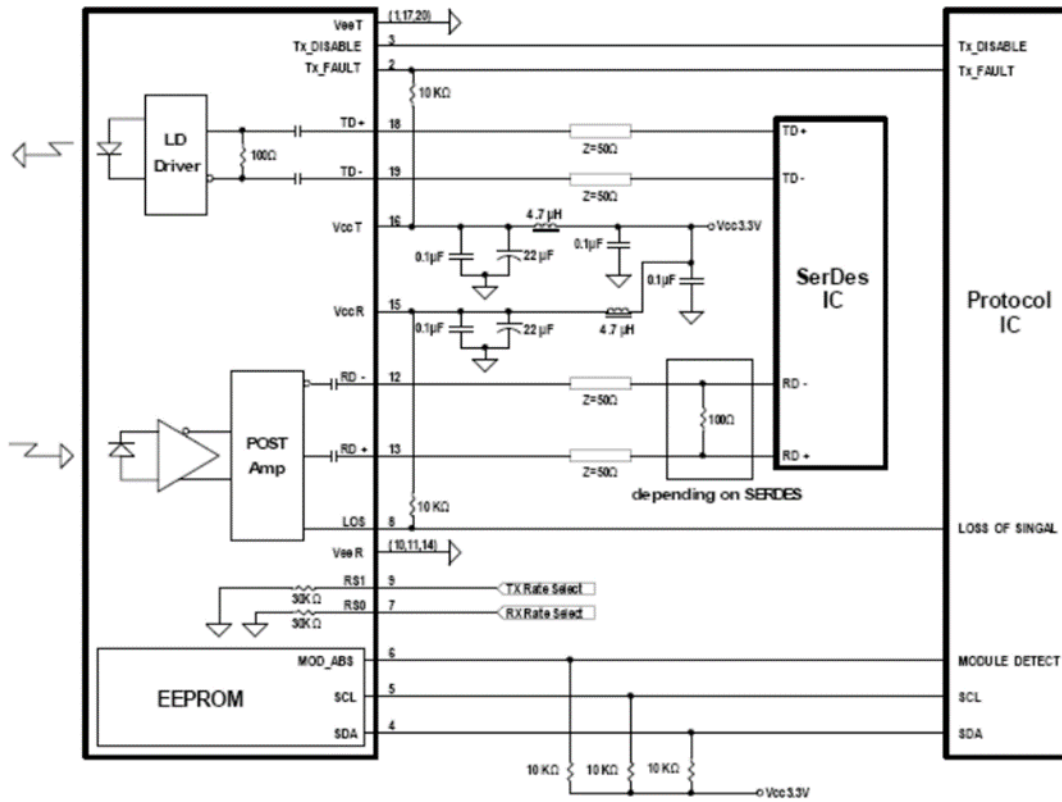 VeeT (1,17,20)
Tx_DISABLE 3 Tx_DISABLE
Tx_FAULT 2 Tx_FAULT
10 KΩ
LD
Driver
100Ω
TD+ 18 Z=50Ω TD+
TD- 19 Z=50Ω TD-
VccT 16 4.7 µH Vcc3.3V
0.1µF 22 µF 0.1µF 0.1µF
SerDes
IC
Protocol
IC
VccR 15
0.1µF 22 µF 4.7 µH
RD - 12 Z=50Ω RD -
100Ω
POST
Amp
RD + 13 Z=50Ω RD +
depending on SERDES
10 KΩ
LOS 8 LOSS OF SINGAL
VeeR (10,11,14)
RS1 9 TX Rate Select
30KΩ
RS0 7 RX Rate Select
30KΩ
MOD_ABS 6 MODULE DETECT
EEPROM
SCL 5 SCL
SDA 4 SDA
10 KΩ 10 KΩ 10 KΩ
Vcc3.3V